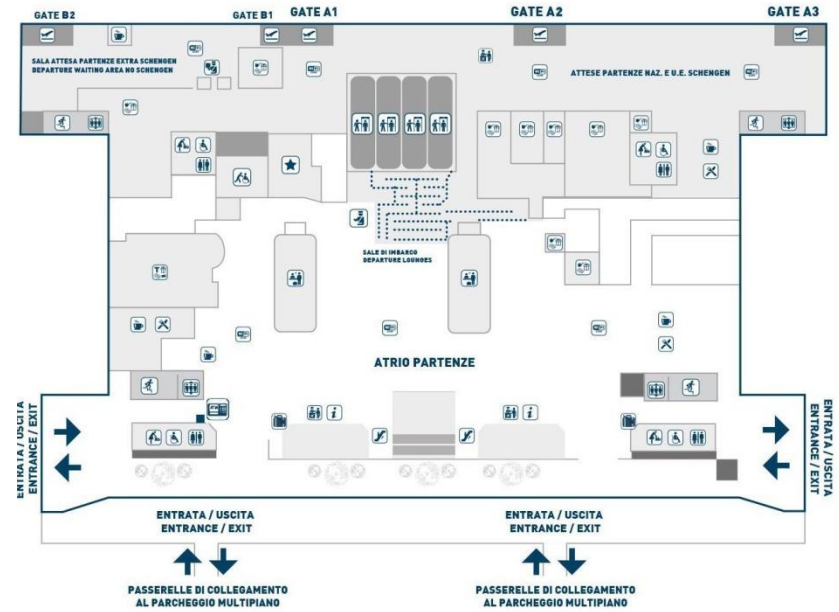 GATE B2
GATE B1
GATE A1
GATE A2
GATE A3
SALA ATTESA PARTENZE EXTRA SCHENGEN
DEPARTURE WAITING AREA NO SCHENGEN
ATTESE PARTENZE NAZ. E U.E. SCHENGEN
SALE DI IMBARCO
DEPARTURE LOUNGES
ATRIO PARTENZE
ENTRATA / USCITA
ENTRANCE / EXIT
ENTRATA / USCITA
ENTRANCE / EXIT
ENTRATA / USCITA
ENTRANCE / EXIT
ENTRATA / USCITA
ENTRANCE / EXIT
PASSERELLE DI COLLEGAMENTO
AL PARCHEGGIO MULTIPIANO
PASSERELLE DI COLLEGAMENTO
AL PARCHEGGIO MULTIPIANO